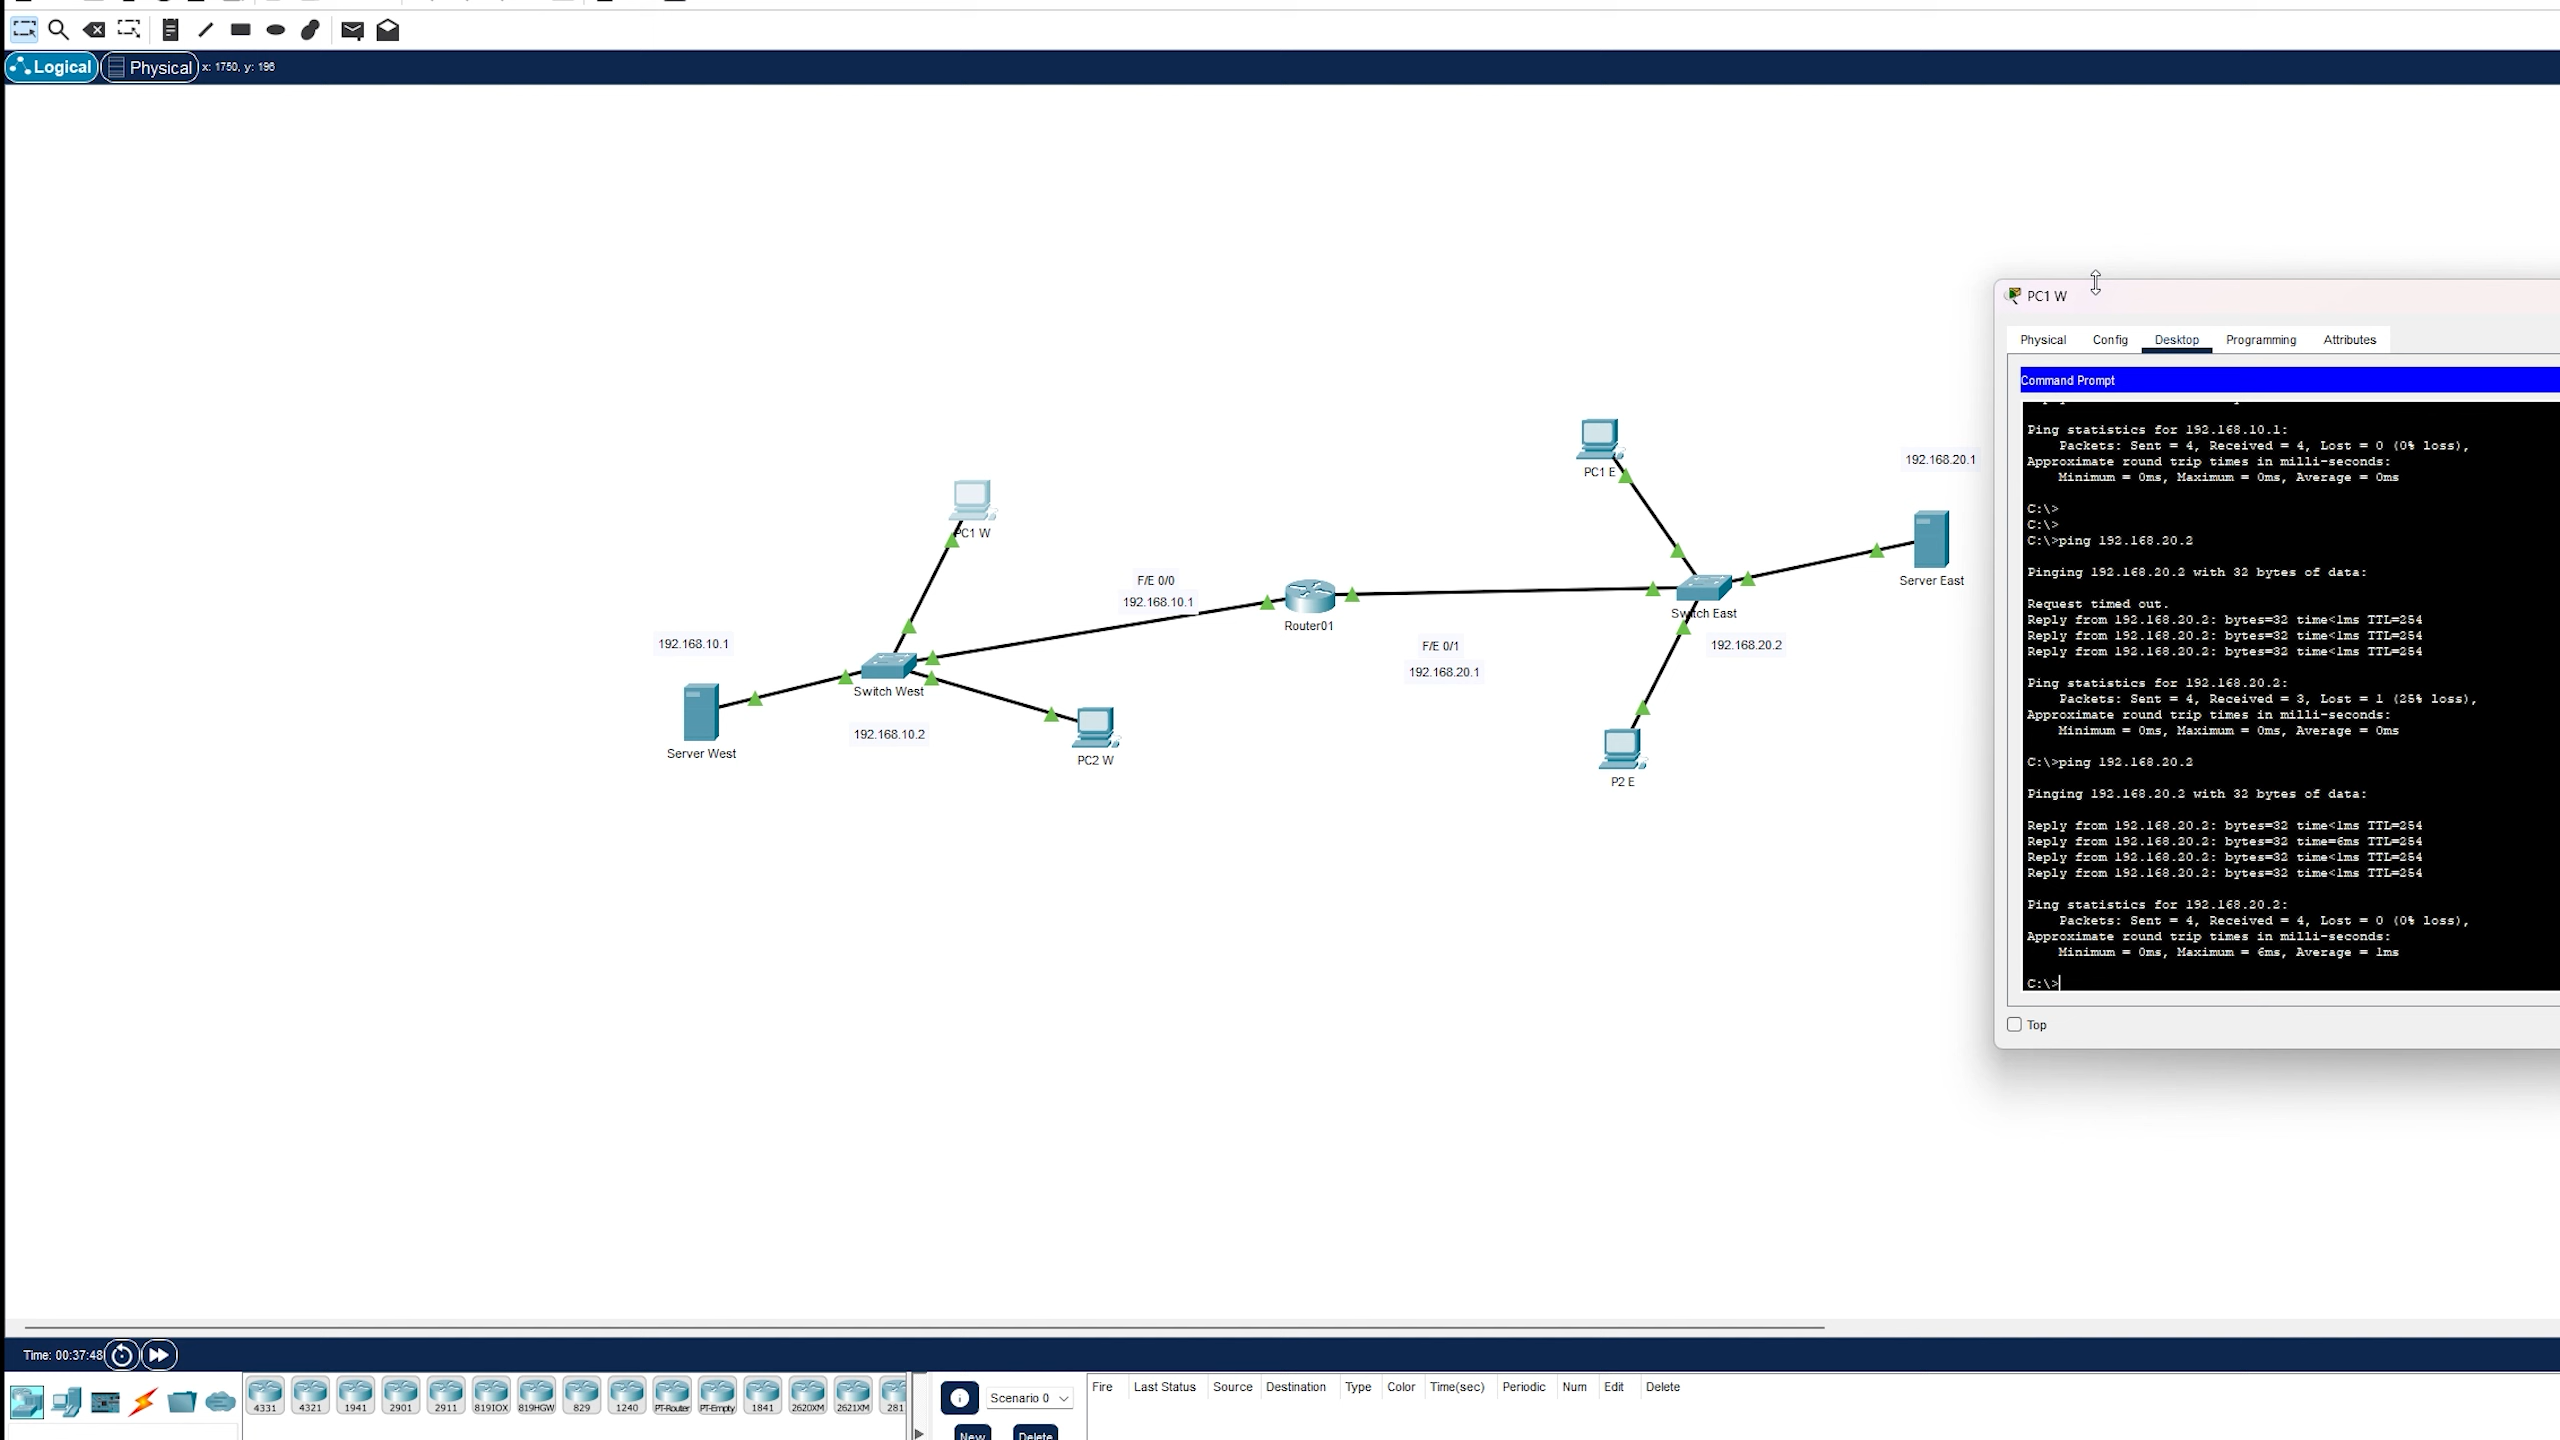 Logical
Physical
x: 1750, y: 196
PC1 W
Physical Config Desktop Programming Attributes
Command Prompt
Ping statistics for 192.168.10.1:
Packets: Sent = 4, Received = 4, Lost = 0 (0% loss),
Approximate round trip times in milli-seconds:
Minimum = 0ms, Maximum = 0ms, Average = 0ms
C:\>
C:\>
C:\>ping 192.168.20.2
Pinging 192.168.20.2 with 32 bytes of data:
Request timed out.
Reply from 192.168.20.2: bytes=32 time<1ms TTL=254
Reply from 192.168.20.2: bytes=32 time<1ms TTL=254
Reply from 192.168.20.2: bytes=32 time<1ms TTL=254
Ping statistics for 192.168.20.2:
Packets: Sent = 4, Received = 3, Lost = 1 (25% loss),
Approximate round trip times in milli-seconds:
Minimum = 0ms, Maximum = 0ms, Average = 0ms
C:\>ping 192.168.20.2
Pinging 192.168.20.2 with 32 bytes of data:
Reply from 192.168.20.2: bytes=32 time<1ms TTL=254
Reply from 192.168.20.2: bytes=32 time=6ms TTL=254
Reply from 192.168.20.2: bytes=32 time<1ms TTL=254
Reply from 192.168.20.2: bytes=32 time<1ms TTL=254
Ping statistics for 192.168.20.2:
Packets: Sent = 4, Received = 4, Lost = 0 (0% loss),
Approximate round trip times in milli-seconds:
Minimum = 0ms, Maximum = 6ms, Average = 1ms
C:\>
Top
PC1 E
192.168.20.1
PC1 W
F/E 0/0
192.168.10.1
Server East
Switch East
Router01
192.168.10.1
F/E 0/1
192.168.20.2
192.168.20.1
Switch West
192.168.10.2
Server West
PC2 W
P2 E
Time: 00:37:48
4331 4321 1941 2901 2911 819IOX 819HGW 829 1240 PT-Router PT-Empty 1841 2620XM 2621XM 281
Scenario 0
New Delete
Fire Last Status Source Destination Type Color Time(sec) Periodic Num Edit Delete